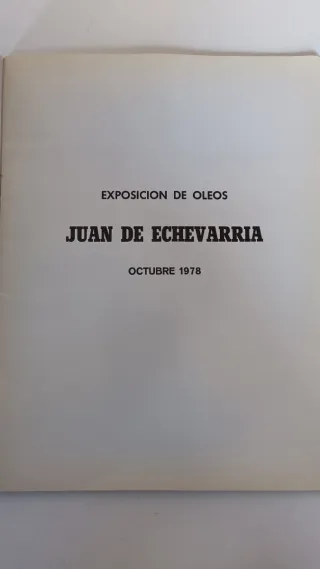 EXPOSICION DE OLEOS
JUAN DE ECHEVARRIA
OCTUBRE 1978